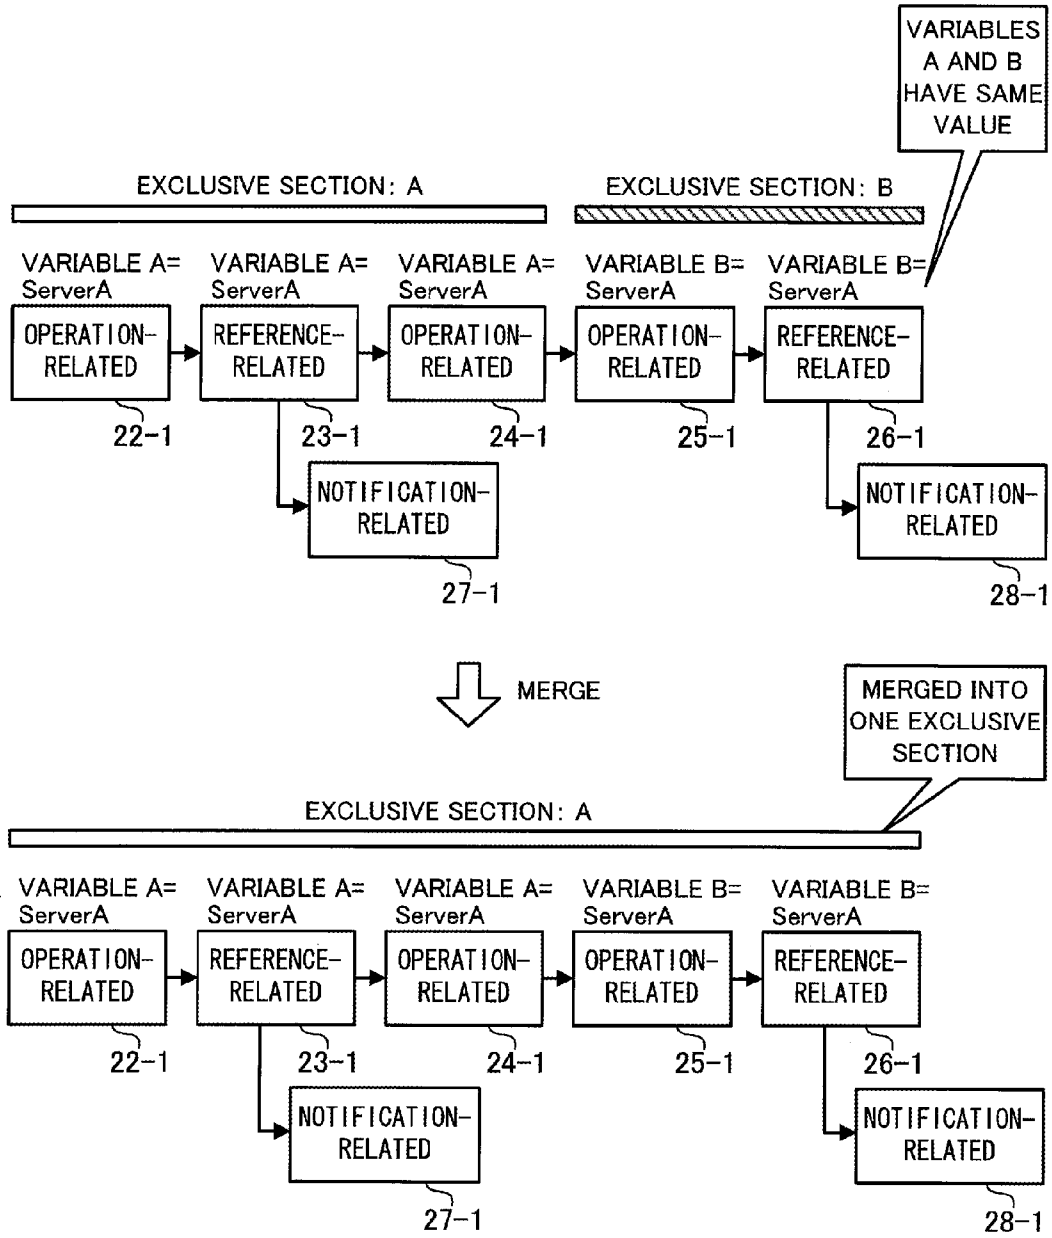 VARIABLES
A AND B
HAVE SAME
VALUE
EXCLUSIVE SECTION: A
EXCLUSIVE SECTION: B
VARIABLE A=
ServerA
VARIABLE A=
ServerA
VARIABLE A=
ServerA
VARIABLE B=
ServerA
VARIABLE B=
ServerA
OPERATION-
RELATED
REFERENCE-
RELATED
OPERATION-
RELATED
OPERATION-
RELATED
REFERENCE-
RELATED
22-1
23-1
24-1
25-1
26-1
NOTIFICATION-
RELATED
NOTIFICATION-
RELATED
27-1
28-1
MERGE
MERGED INTO
ONE EXCLUSIVE
SECTION
EXCLUSIVE SECTION: A
VARIABLE A=
ServerA
VARIABLE A=
ServerA
VARIABLE A=
ServerA
VARIABLE B=
ServerA
VARIABLE B=
ServerA
OPERATION-
RELATED
REFERENCE-
RELATED
OPERATION-
RELATED
OPERATION-
RELATED
REFERENCE-
RELATED
22-1
23-1
24-1
25-1
26-1
NOTIFICATION-
RELATED
NOTIFICATION-
RELATED
27-1
28-1